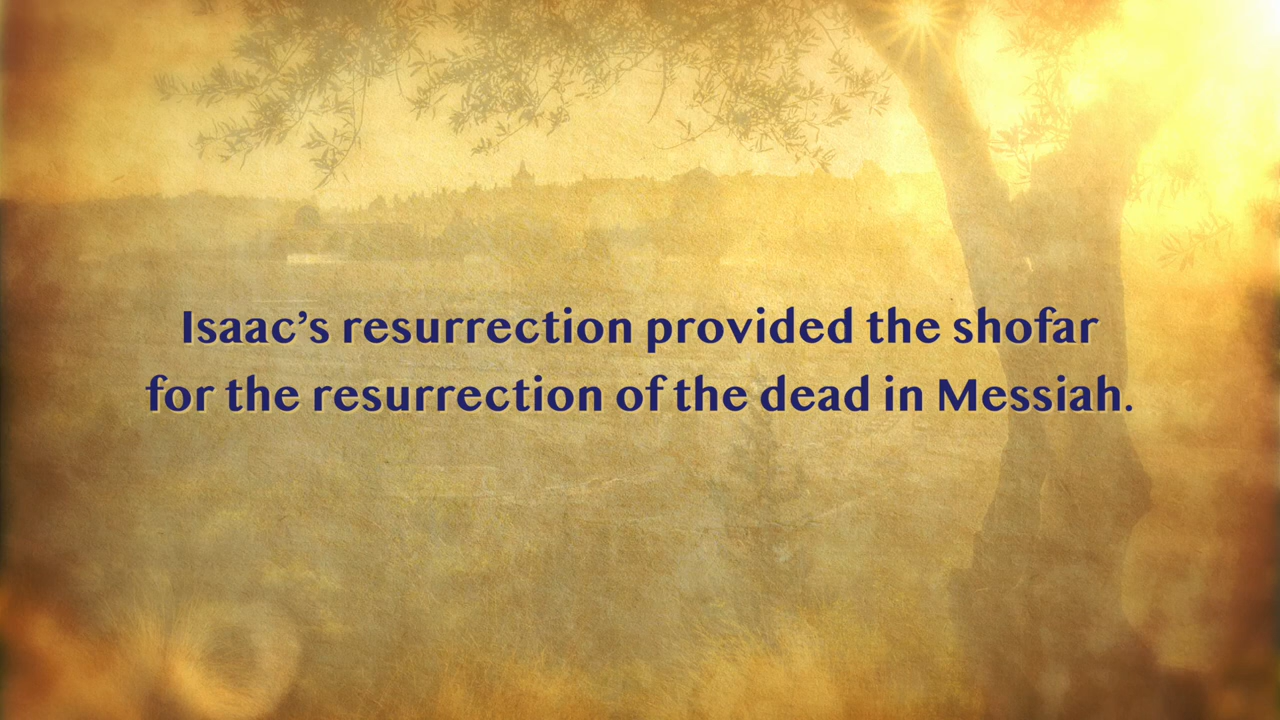 Isaac’s resurrection provided the shofar
for the resurrection of the dead in Messiah.